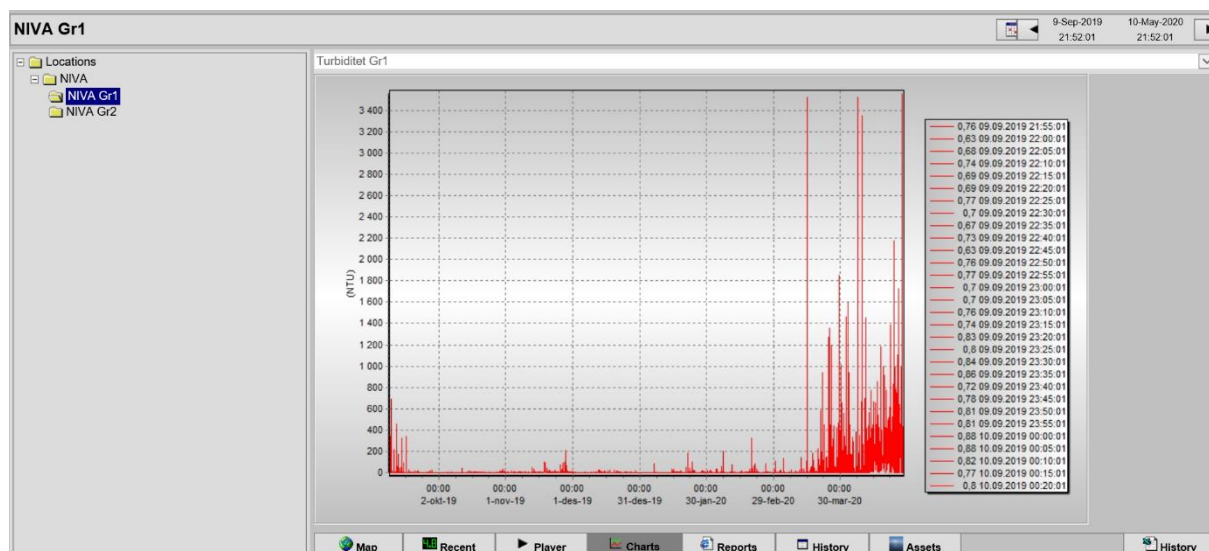 NIVA Gr1
9-Sep-2019 10-May-2020
21:52:01 21:52:01
Locations
NIVA
NIVA Gr1
NIVA Gr2
Turbiditet Gr1
(NTU)
3 400
3 200
3 000
2 800
2 600
2 400
2 200
2 000
1 800
1 600
1 400
1 200
1 000
800
600
400
200
0
00:00 00:00 00:00 00:00 00:00 00:00 00:00
2-okt-19 1-nov-19 1-des-19 31-des-19 30-jan-20 29-feb-20 30-mar-20
0,76 09.09.2019 21:55:01
0,63 09.09.2019 22:00:01
0,68 09.09.2019 22:05:01
0,74 09.09.2019 22:10:01
0,69 09.09.2019 22:15:01
0,69 09.09.2019 22:20:01
0,77 09.09.2019 22:25:01
0,7 09.09.2019 22:30:01
0,67 09.09.2019 22:35:01
0,73 09.09.2019 22:40:01
0,63 09.09.2019 22:45:01
0,76 09.09.2019 22:50:01
0,77 09.09.2019 22:55:01
0,7 09.09.2019 23:00:01
0,7 09.09.2019 23:05:01
0,76 09.09.2019 23:10:01
0,74 09.09.2019 23:15:01
0,83 09.09.2019 23:20:01
0,8 09.09.2019 23:25:01
0,84 09.09.2019 23:30:01
0,86 09.09.2019 23:35:01
0,72 09.09.2019 23:40:01
0,78 09.09.2019 23:45:01
0,81 09.09.2019 23:50:01
0,81 09.09.2019 23:55:01
0,88 10.09.2019 00:00:01
0,88 10.09.2019 00:05:01
0,82 10.09.2019 00:10:01
0,77 10.09.2019 00:15:01
0,8 10.09.2019 00:20:01
Map Recent Player Charts Reports History Assets History